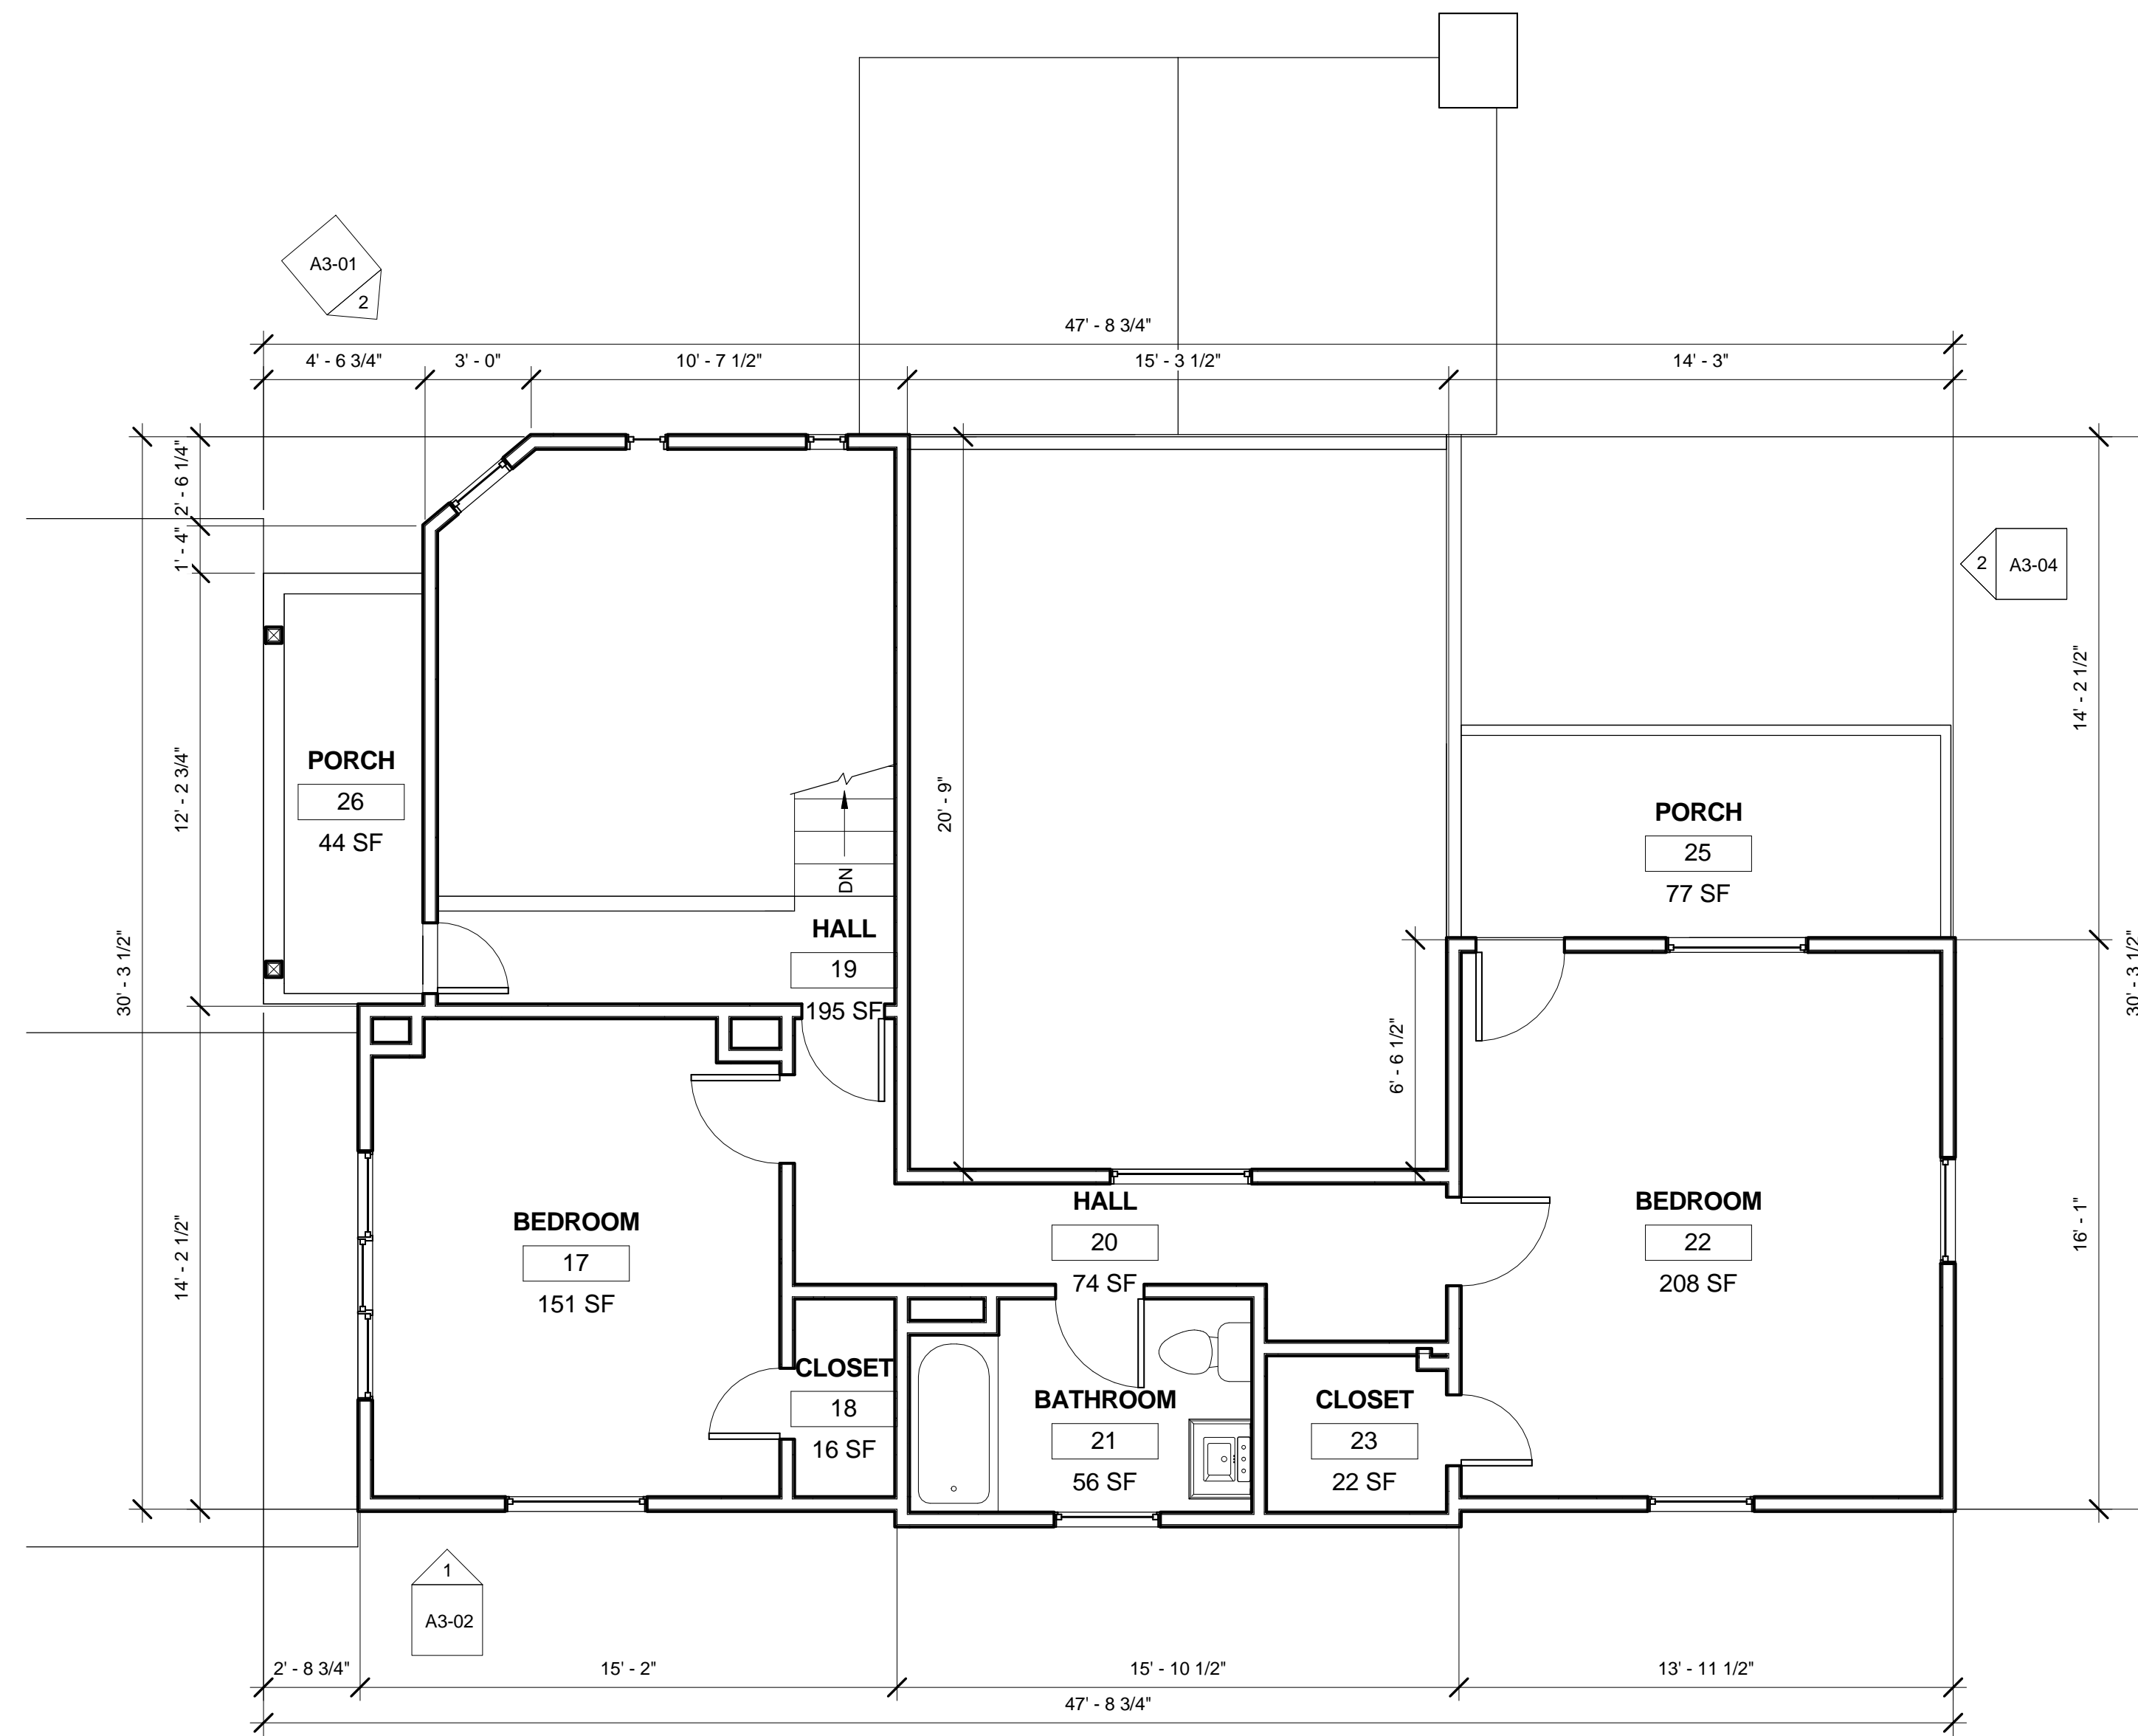 A3-01
2
47' - 8 3/4"
4' - 6 3/4"
3' - 0"
10' - 7 1/2"
15' - 3 1/2"
14' - 3"
2' - 6 1/4"
1' - 4"
12' - 2 3/4"
14' - 2 1/2"
30' - 3 1/2"
20' - 9"
6' - 6 1/2"
2
A3-04
14' - 2 1/2"
16' - 1"
30' - 3 1/2"
PORCH
26
44 SF
PORCH
25
77 SF
DN
HALL
19
195 SF
BEDROOM
17
151 SF
HALL
20
74 SF
BEDROOM
22
208 SF
CLOSET
18
16 SF
BATHROOM
21
56 SF
CLOSET
23
22 SF
1
A3-02
2' - 8 3/4"
15' - 2"
15' - 10 1/2"
13' - 11 1/2"
47' - 8 3/4"